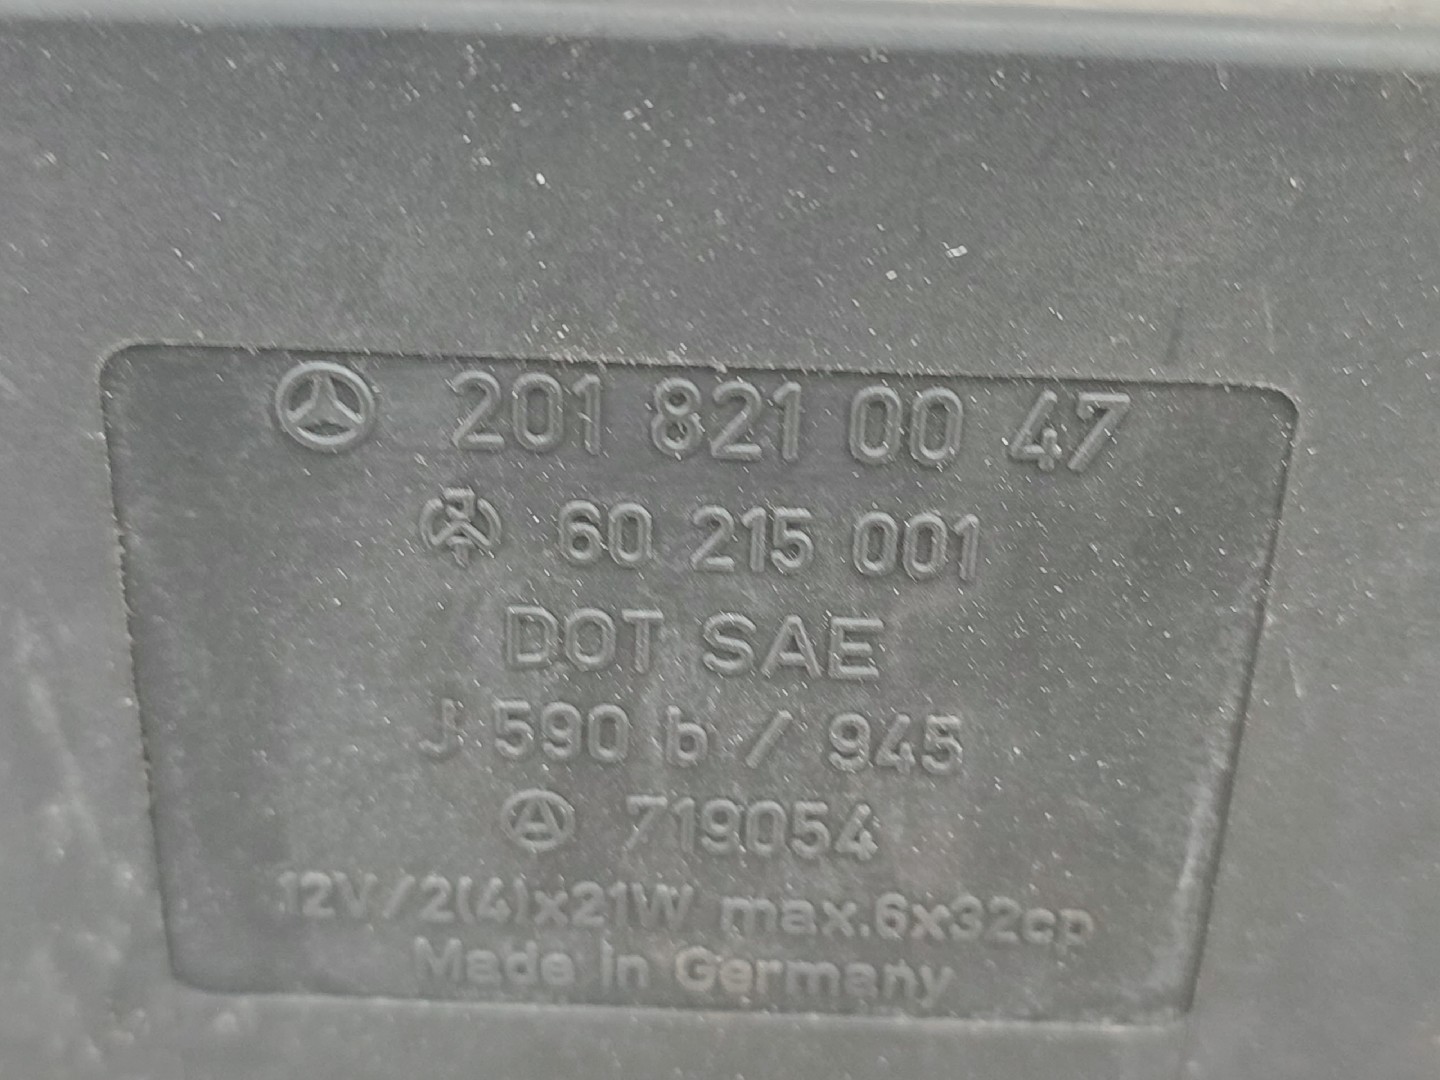 201 821 00 47
60 215 001
DOT SAE
J 590 b / 945
A 719054
12V/2(4)x21W max.6x32cp
Made in Germany